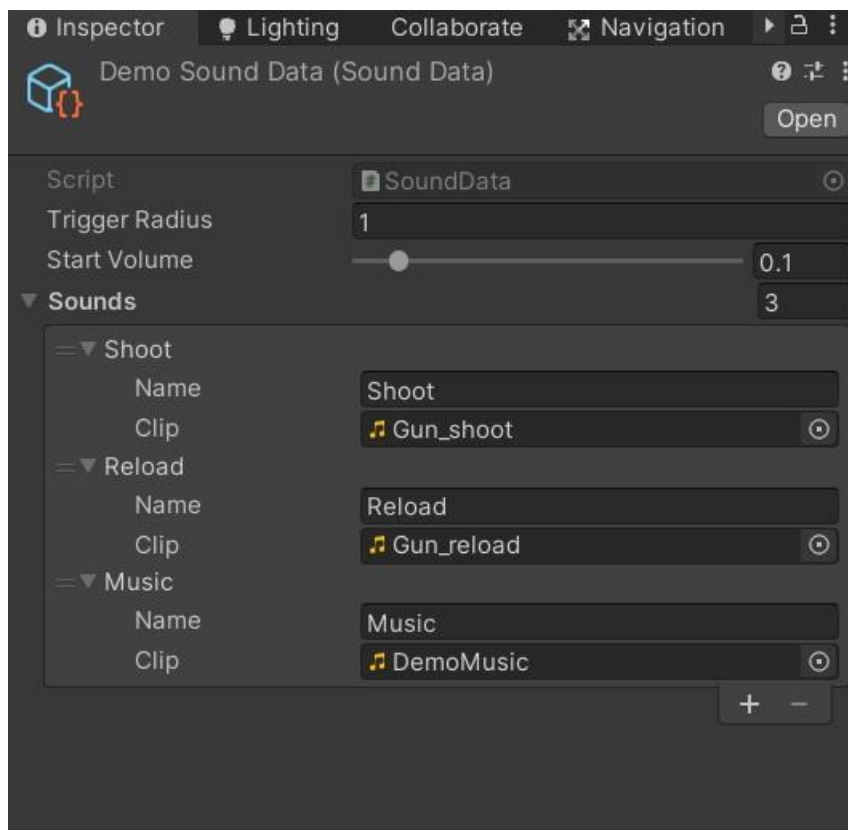 Inspector Lighting Collaborate Navigation
Demo Sound Data (Sound Data)
Open
Script SoundData
Trigger Radius 1
Start Volume 0.1
Sounds 3
Shoot
Name Shoot
Clip Gun_shoot
Reload
Name Reload
Clip Gun_reload
Music
Name Music
Clip DemoMusic